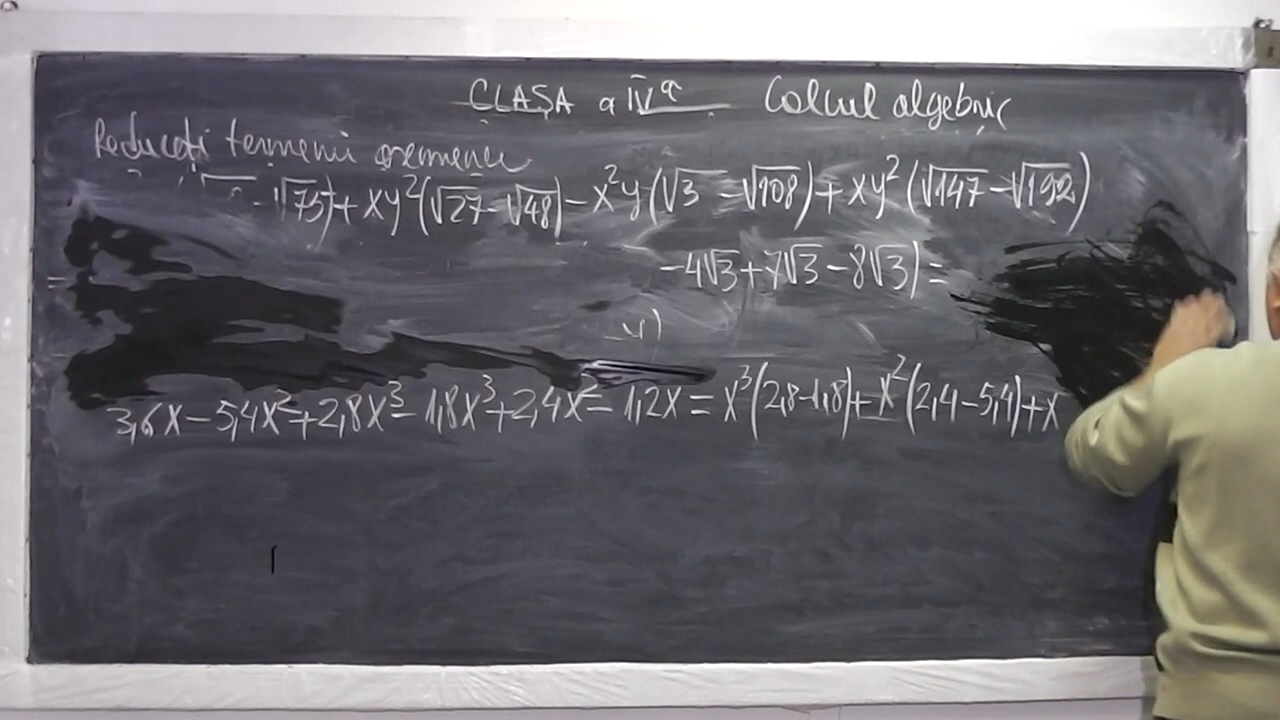 CLASA a IVª Calcul algebric
Reduceți termenii asemenea
-√75)+xy²(√27-√48)-x²y(√3-√108)+xy²(√147-√192)
=
-4√3+7√3-8√3)=
3,6x-5,4x²+2,8x³-1,8x³+2,4x²-1,2x=x³(2,8-1,8)+x²(2,4-5,4)+x